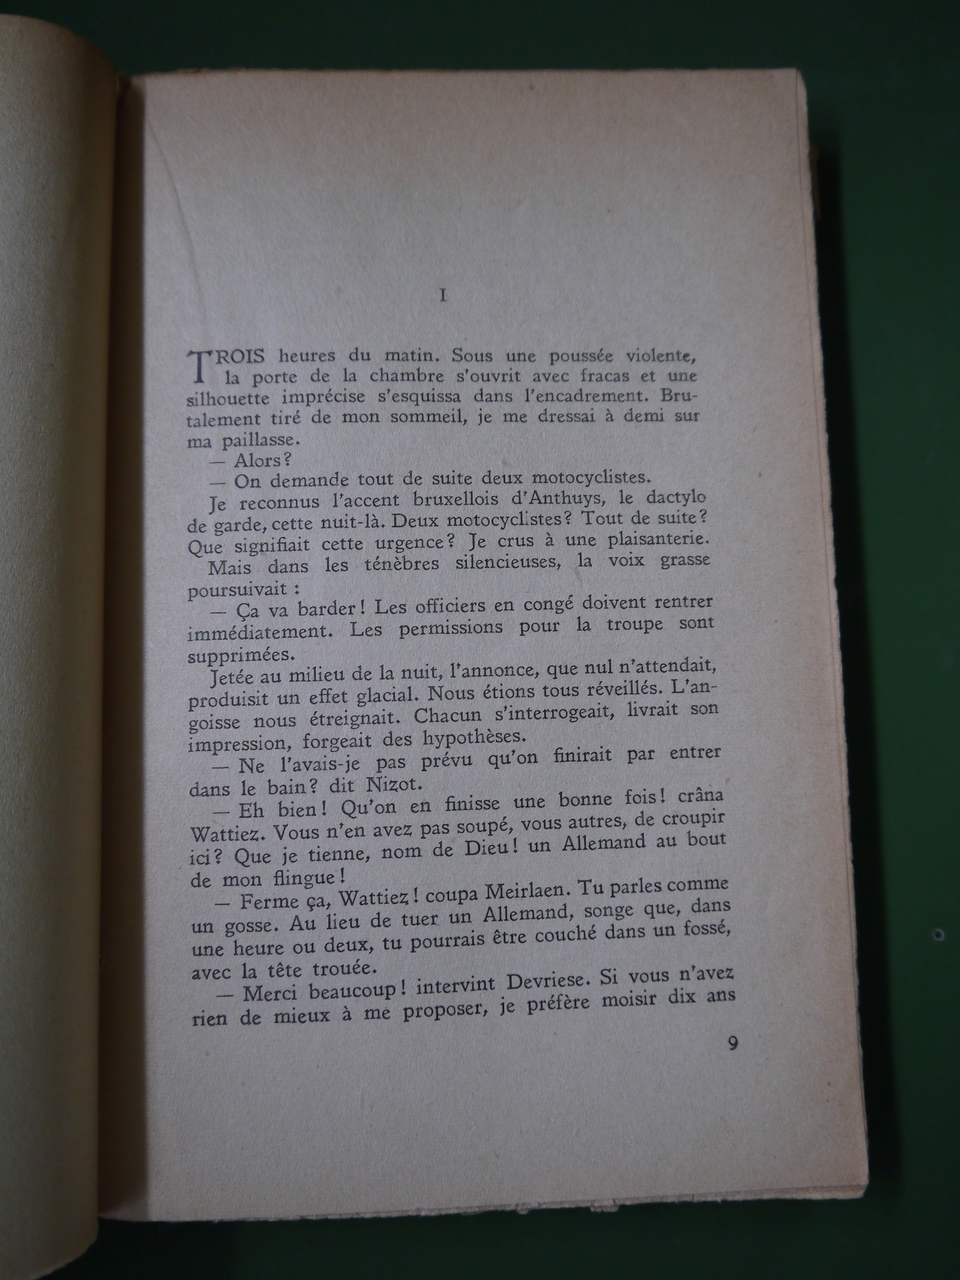 I
TROIS heures du matin. Sous une poussée violente,
la porte de la chambre s'ouvrit avec fracas et une
silhouette imprécise s'esquissa dans l'encadrement. Bru-
talement tiré de mon sommeil, je me dressai à demi sur
ma paillasse.
— Alors?
— On demande tout de suite deux motocyclistes.
Je reconnus l'accent bruxellois d'Anthuys, le dactylo
de garde, cette nuit-là. Deux motocyclistes? Tout de suite?
Que signifiait cette urgence? Je crus à une plaisanterie.
Mais dans les ténèbres silencieuses, la voix grasse
poursuivait :
— Ça va barder! Les officiers en congé doivent rentrer
immédiatement. Les permissions pour la troupe sont
supprimées.
Jetée au milieu de la nuit, l'annonce, que nul n'attendait,
produisit un effet glacial. Nous étions tous réveillés. L'an-
goisse nous étreignait. Chacun s'interrogeait, livrait son
impression, forgeait des hypothèses.
— Ne l'avais-je pas prévu qu'on finirait par entrer
dans le bain? dit Nizot.
— Eh bien! Qu'on en finisse une bonne fois! crâna
Wattiez. Vous n'en avez pas soupé, vous autres, de croupir
ici? Que je tienne, nom de Dieu! un Allemand au bout
de mon flingue!
— Ferme ça, Wattiez! coupa Meirlaen. Tu parles comme
un gosse. Au lieu de tuer un Allemand, songe que, dans
une heure ou deux, tu pourrais être couché dans un fossé,
avec la tête trouée.
— Merci beaucoup! intervint Devriese. Si vous n'avez
rien de mieux à me proposer, je préfère moisir dix ans
9